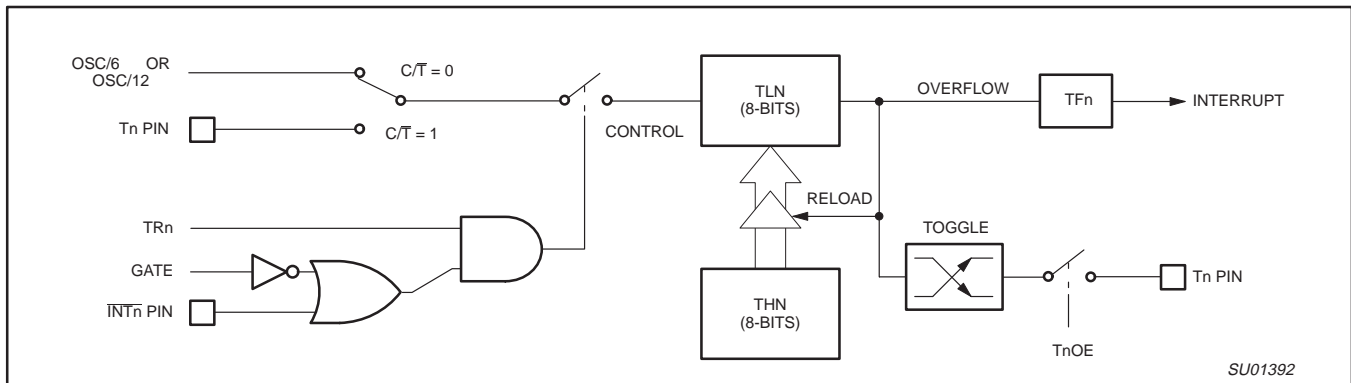 OSC/6 OR
OSC/12
C/T̅ = 0
Tn PIN
C/T̅ = 1
CONTROL
TLN
(8-BITS)
OVERFLOW
TFn
INTERRUPT
RELOAD
TRn
GATE
I̅N̅T̅n̅ PIN
THN
(8-BITS)
TOGGLE
Tn PIN
TnOE
SU01392